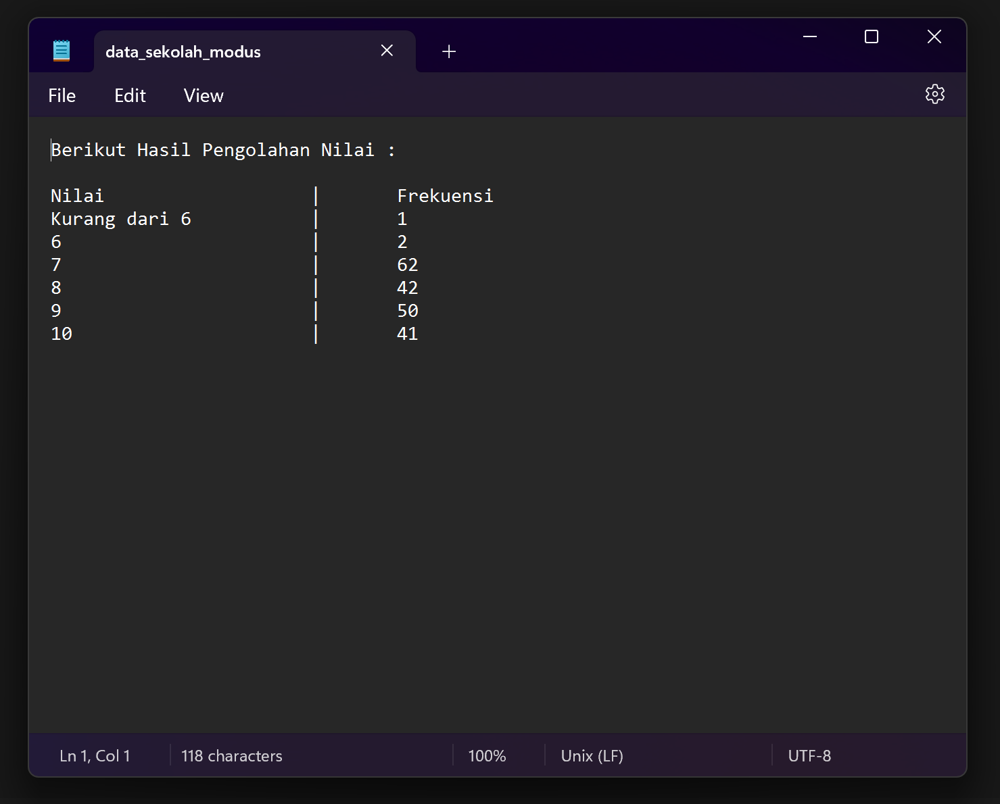 data_sekolah_modus
File Edit View
Berikut Hasil Pengolahan Nilai :
Nilai | Frekuensi
Kurang dari 6 | 1
6 | 2
7 | 62
8 | 42
9 | 50
10 | 41
Ln 1, Col 1 118 characters 100% Unix (LF) UTF-8